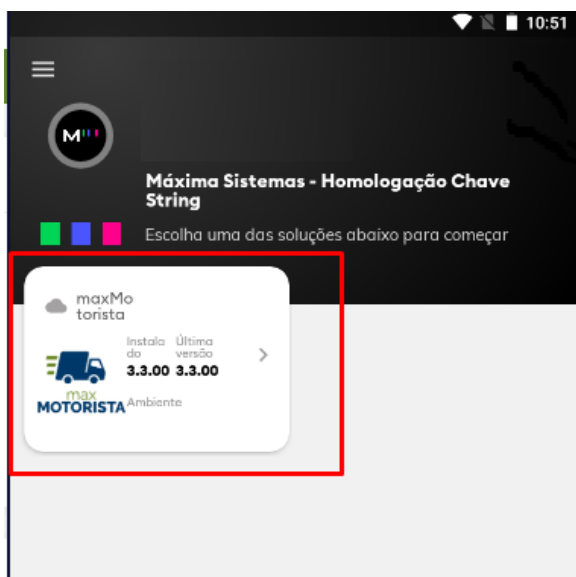 10:51
M
Máxima Sistemas - Homologação Chave
String
Escolha uma das soluções abaixo para começar
maxMo
torista
Instala Última
do versão
3.3.00 3.3.00
max
MOTORISTA
Ambiente